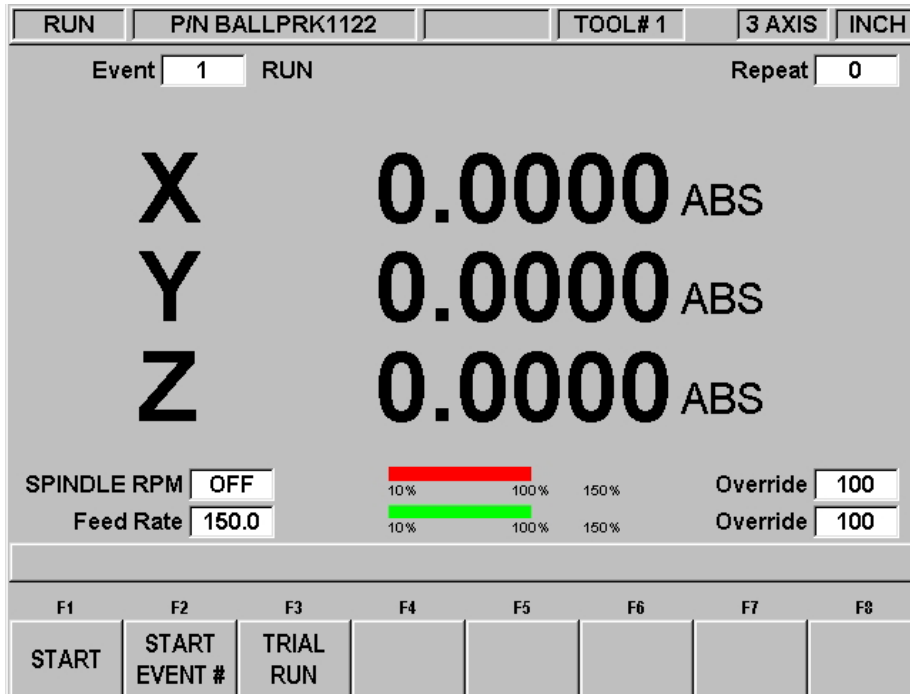 RUN P/N BALLPRK1122 TOOL# 1 3 AXIS INCH
Event 1 RUN Repeat 0
X 0.0000 ABS
Y 0.0000 ABS
Z 0.0000 ABS
SPINDLE RPM OFF 10% 100% 150% Override 100
Feed Rate 150.0 10% 100% 150% Override 100
F1 F2 F3 F4 F5 F6 F7 F8
START START EVENT # TRIAL RUN